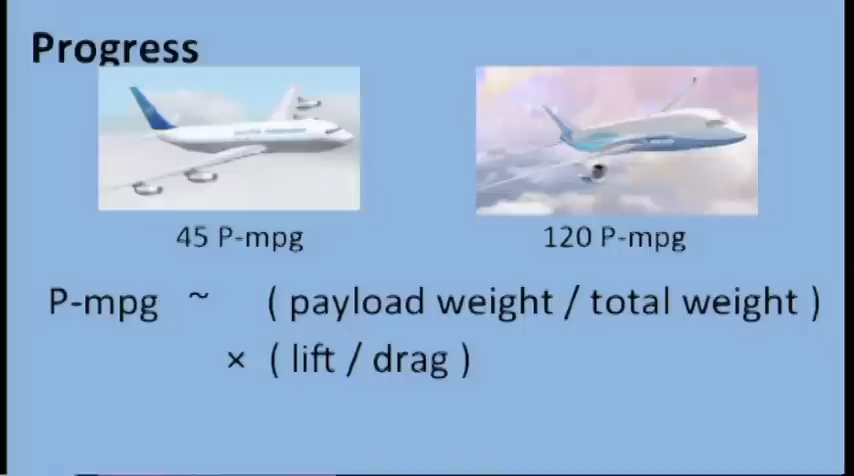 Progress
45 P-mpg
120 P-mpg
P-mpg ~ ( payload weight / total weight )
× ( lift / drag )